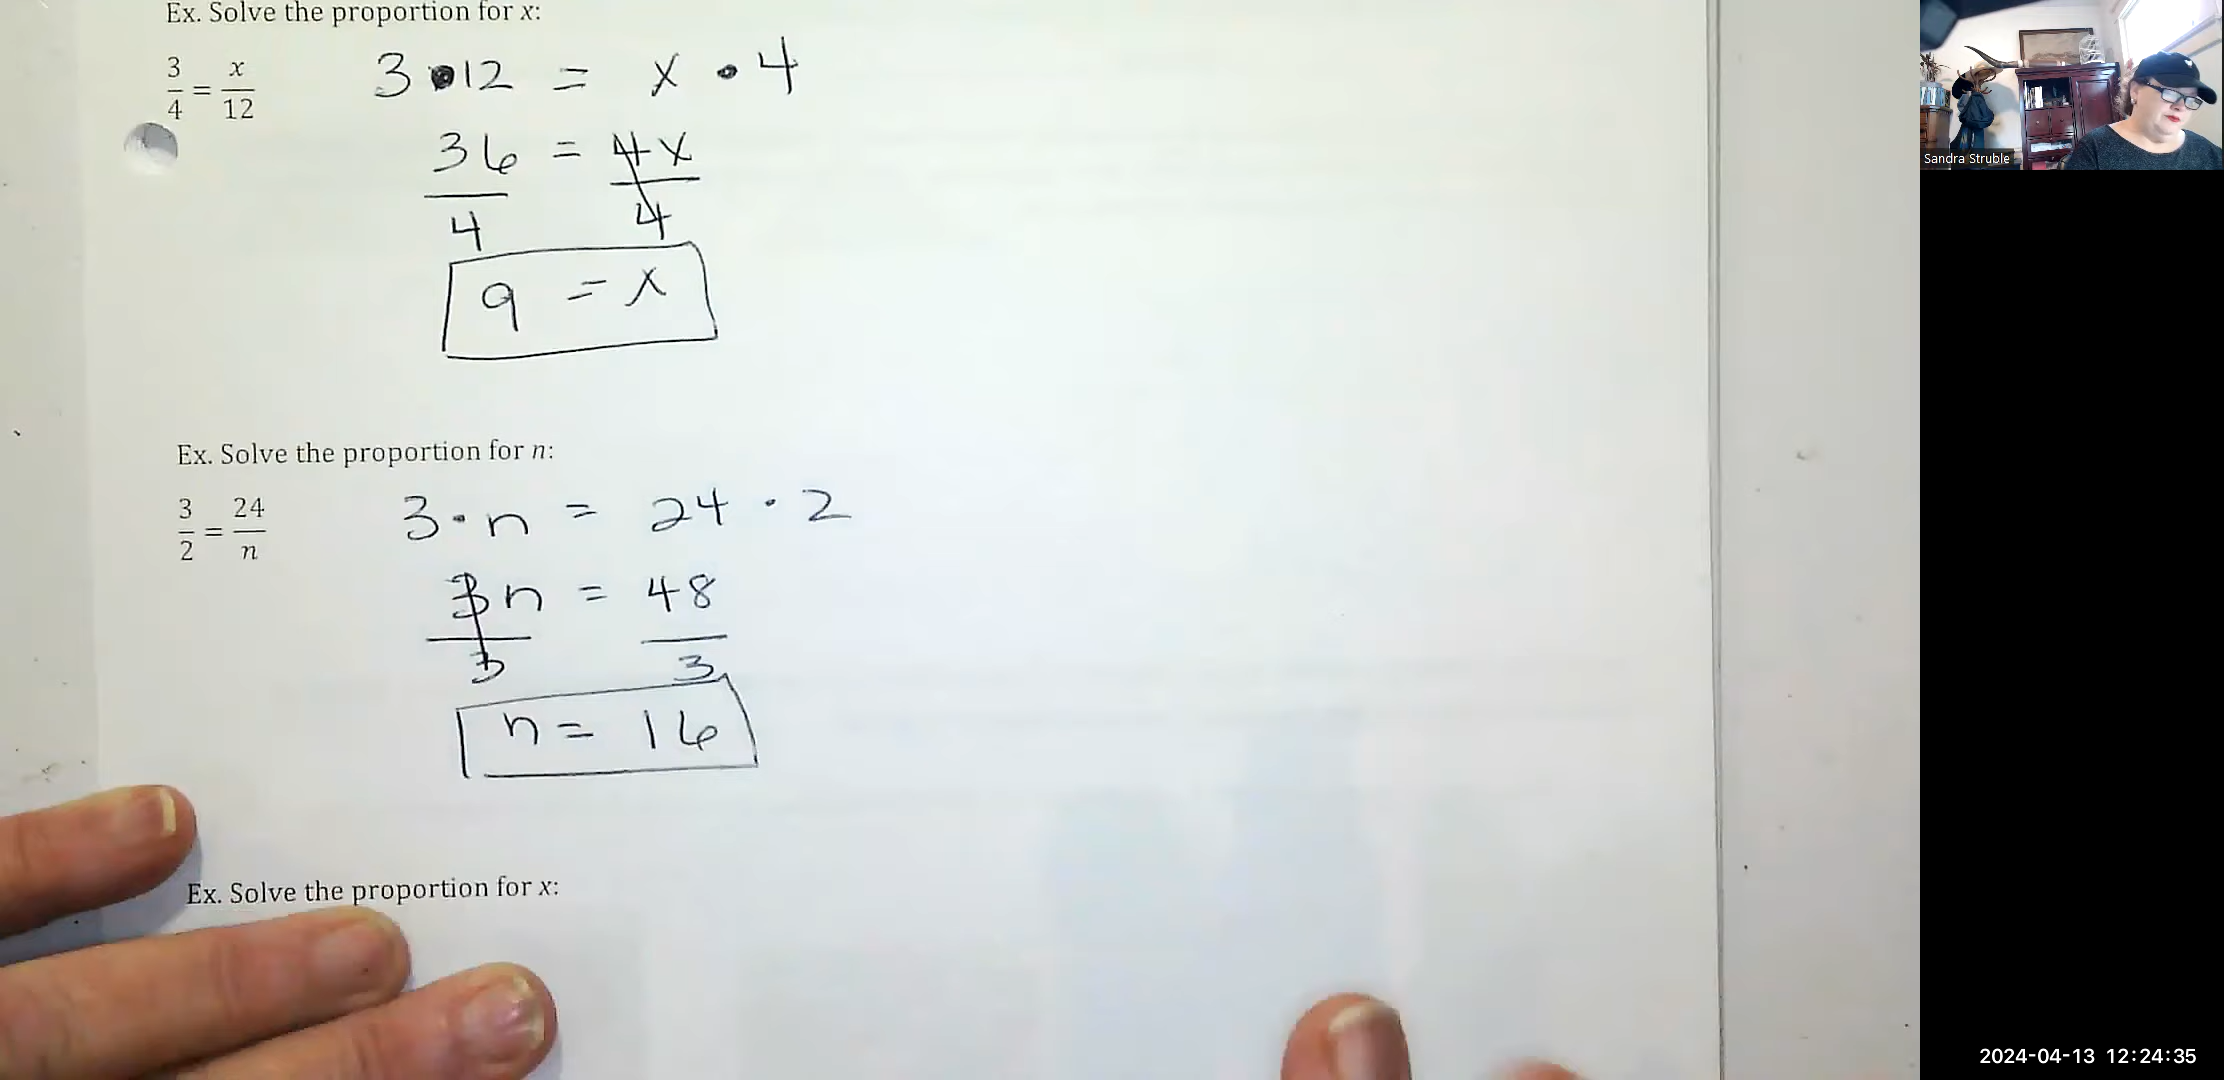 Ex. Solve the proportion for x:
3/4 = x/12
3 • 12 = x • 4
36 = 4x
4 4
9 = x
Ex. Solve the proportion for n:
3/2 = 24/n
3 • n = 24 • 2
3n = 48
3 3
n = 16
Ex. Solve the proportion for x:
Sandra Struble
2024-04-13 12:24:35